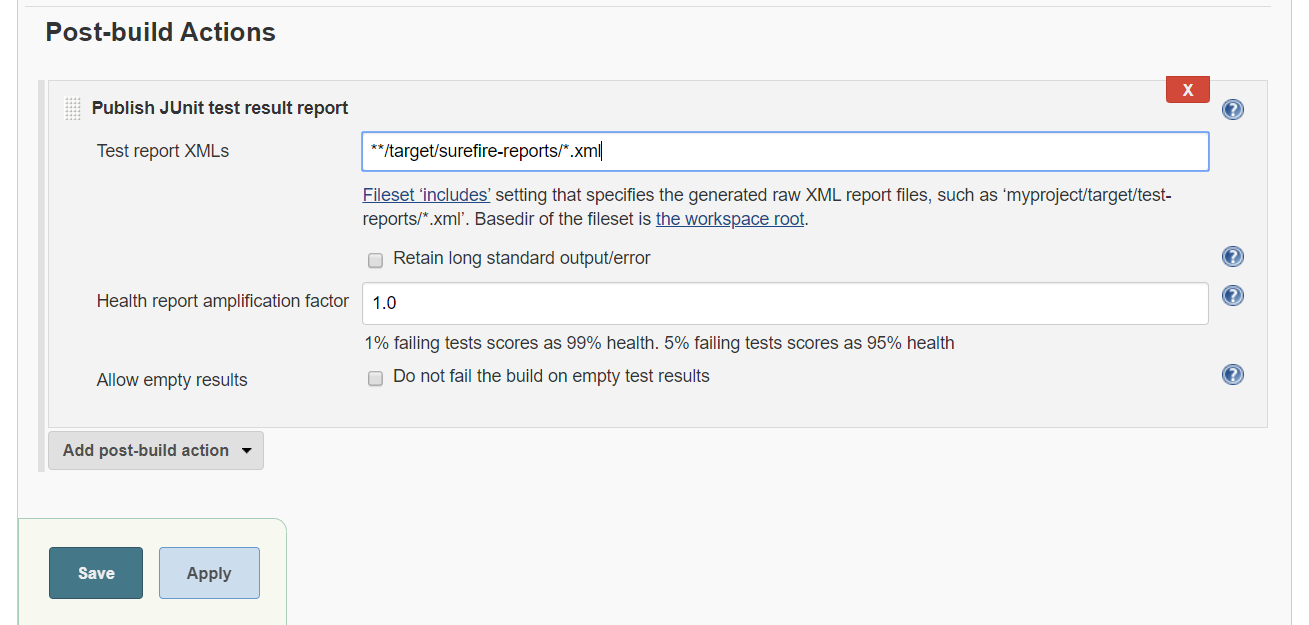 Post-build Actions
X
Publish JUnit test result report
?
Test report XMLs
**/target/surefire-reports/*.xml
Fileset ‘includes’ setting that specifies the generated raw XML report files, such as ‘myproject/target/test-
reports/*.xml’. Basedir of the fileset is the workspace root.
Retain long standard output/error
?
Health report amplification factor
1.0
?
1% failing tests scores as 99% health. 5% failing tests scores as 95% health
Allow empty results
Do not fail the build on empty test results
?
Add post-build action
Save
Apply